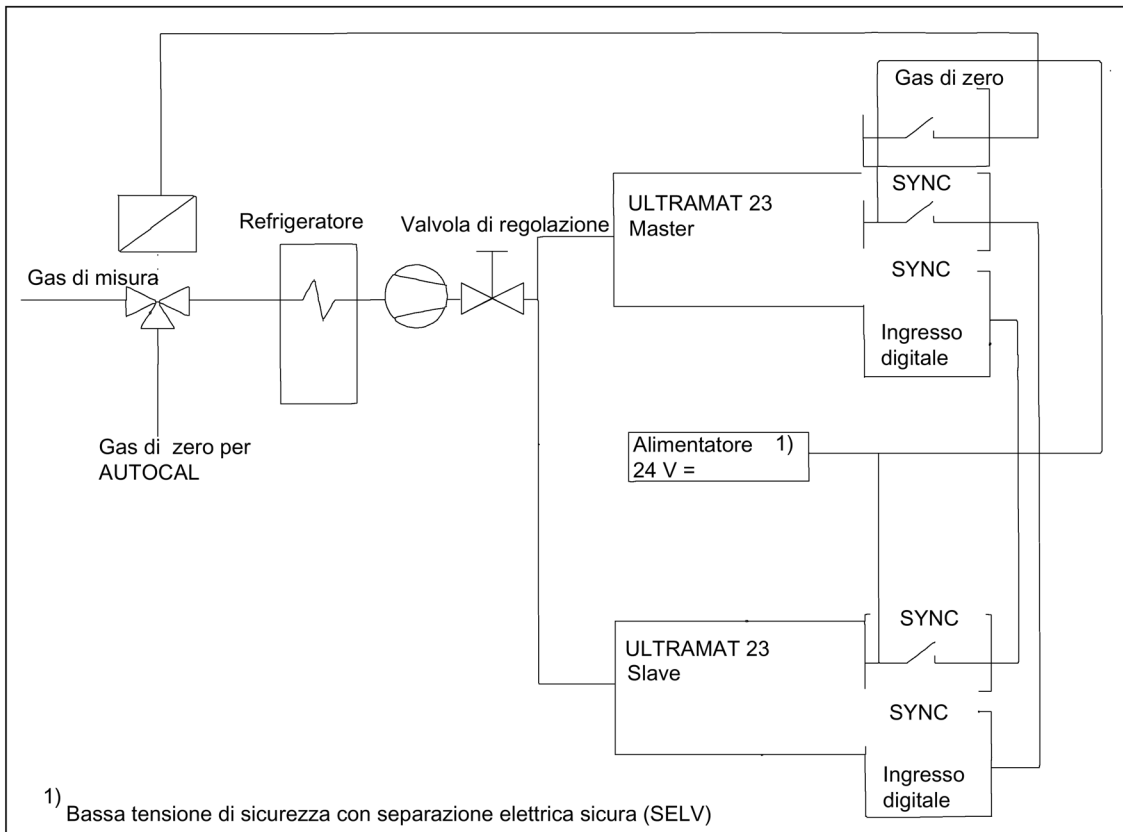 Gas di zero
SYNC
ULTRAMAT 23
Master
Refrigeratore
Valvola di regolazione
Gas di misura
SYNC
Ingresso
digitale
Gas di zero per
AUTOCAL
Alimentatore 1)
24 V =
SYNC
ULTRAMAT 23
Slave
SYNC
Ingresso
digitale
1) Bassa tensione di sicurezza con separazione elettrica sicura (SELV)